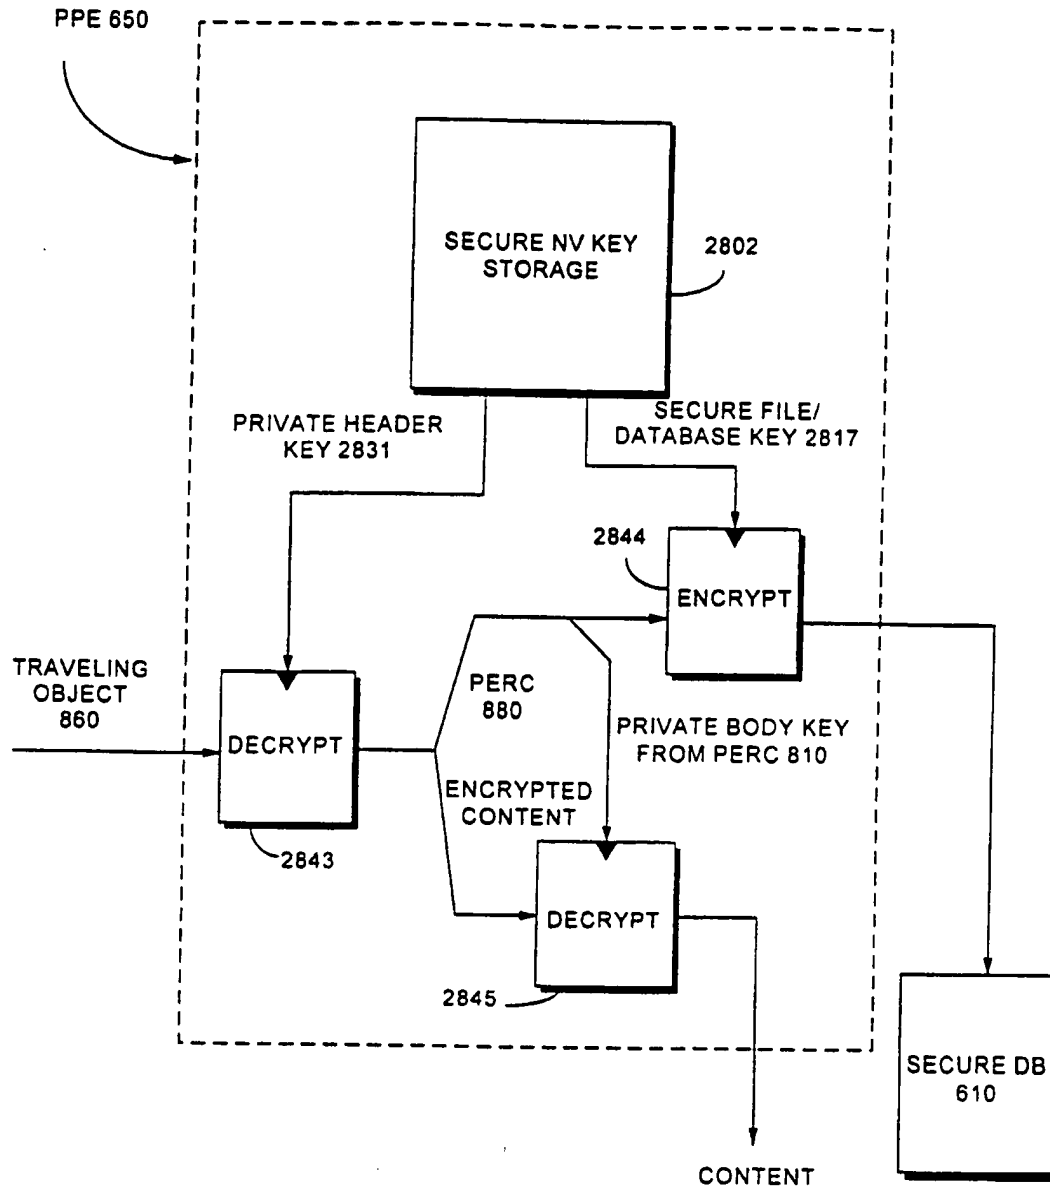 PPE 650
SECURE NV KEY
STORAGE
2802
PRIVATE HEADER
KEY 2831
SECURE FILE/
DATABASE KEY 2817
2844
ENCRYPT
TRAVELING
OBJECT
860
DECRYPT
PERC
880
PRIVATE BODY KEY
FROM PERC 810
ENCRYPTED
CONTENT
2843
DECRYPT
2845
SECURE DB
610
CONTENT